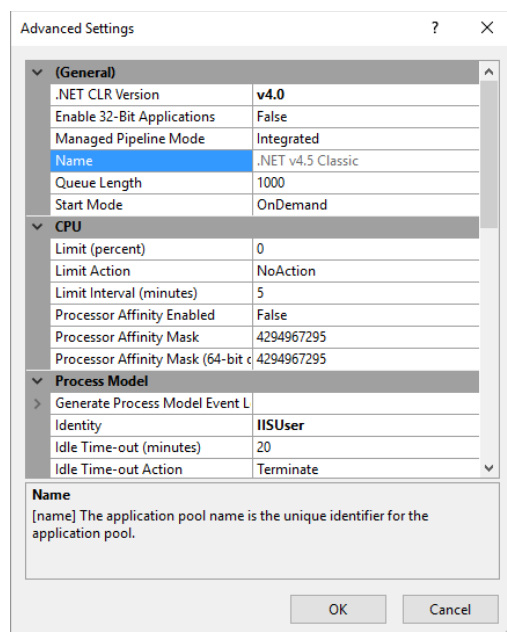 Advanced Settings ? ×
(General)
.NET CLR Version v4.0
Enable 32-Bit Applications False
Managed Pipeline Mode Integrated
Name .NET v4.5 Classic
Queue Length 1000
Start Mode OnDemand
CPU
Limit (percent) 0
Limit Action NoAction
Limit Interval (minutes) 5
Processor Affinity Enabled False
Processor Affinity Mask 4294967295
Processor Affinity Mask (64-bit c 4294967295
Process Model
Generate Process Model Event L
Identity IISUser
Idle Time-out (minutes) 20
Idle Time-out Action Terminate
Name
[name] The application pool name is the unique identifier for the
application pool.
OK Cancel